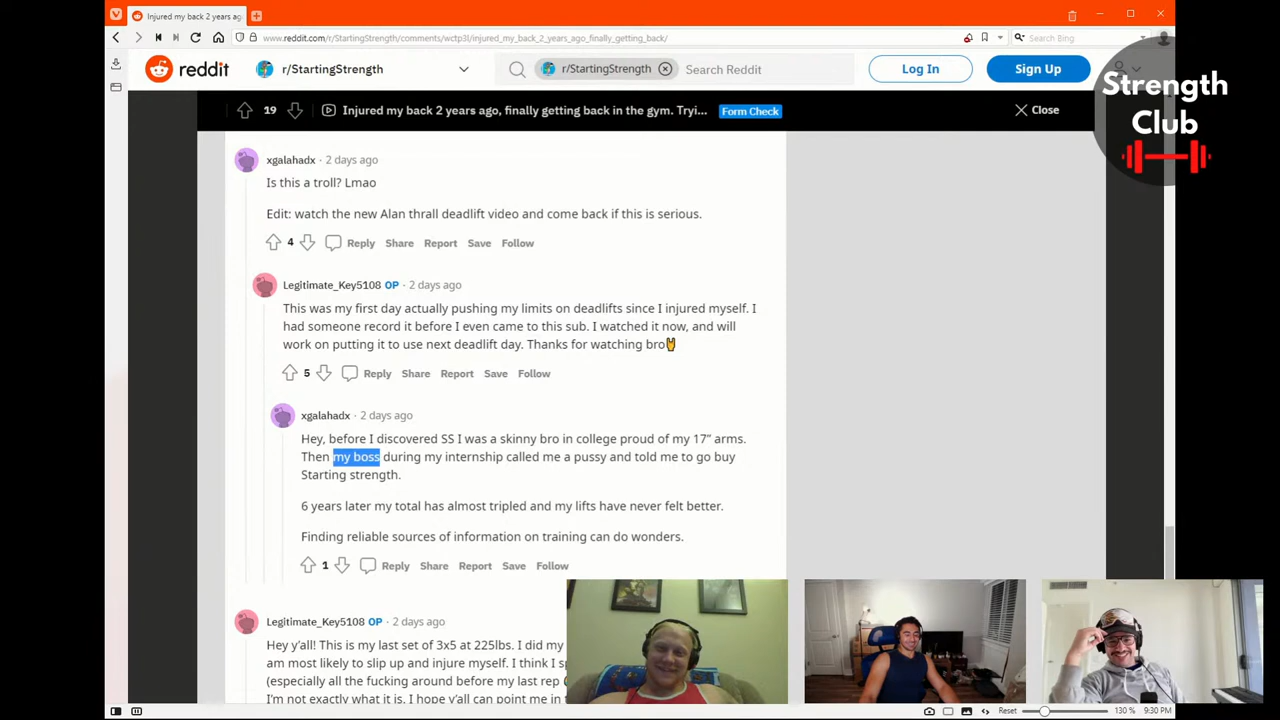 Injured my back 2 years ag
www.reddit.com/r/StartingStrength/comments/wctp3l/injured_my_back_2_years_ago_finally_getting_back/
Search Bing
reddit
r/StartingStrength
r/StartingStrength
Search Reddit
Log In
Sign Up
Strength
Club
19
Injured my back 2 years ago, finally getting back in the gym. Tryi...
Form Check
Close
xgalahadx · 2 days ago
Is this a troll? Lmao
Edit: watch the new Alan thrall deadlift video and come back if this is serious.
4
Reply
Share
Report
Save
Follow
Legitimate_Key5108 OP · 2 days ago
This was my first day actually pushing my limits on deadlifts since I injured myself. I
had someone record it before I even came to this sub. I watched it now, and will
work on putting it to use next deadlift day. Thanks for watching bro🤘
5
Reply
Share
Report
Save
Follow
xgalahadx · 2 days ago
Hey, before I discovered SS I was a skinny bro in college proud of my 17” arms.
Then my boss during my internship called me a pussy and told me to go buy
Starting strength.
6 years later my total has almost tripled and my lifts have never felt better.
Finding reliable sources of information on training can do wonders.
1
Reply
Share
Report
Save
Follow
Legitimate_Key5108 OP · 2 days ago
Hey y’all! This is my last set of 3x5 at 225lbs. I did my
am most likely to slip up and injure myself. I think I sp
(especially all the fucking around before my last rep
I’m not exactly what it is. I hope y’all can point me in t
Reset
130 %
9:30 PM